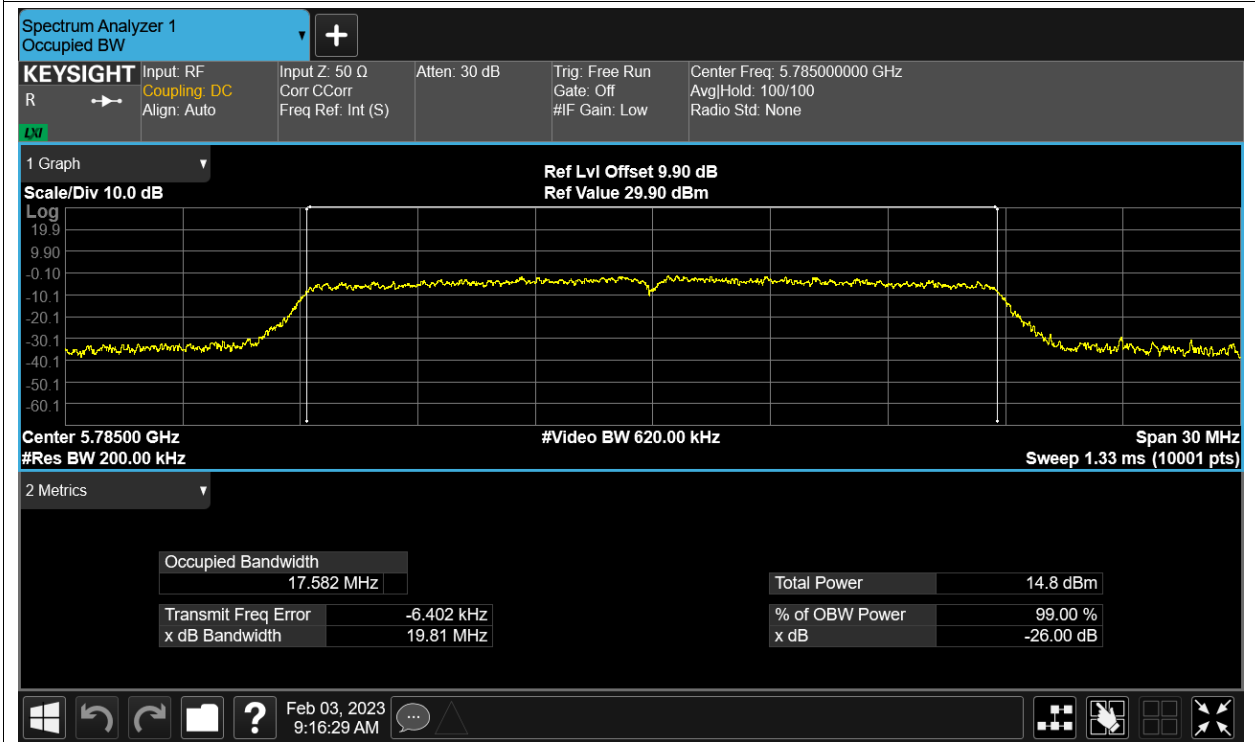 Spectrum Analyzer 1
Occupied BW
KEYSIGHT
R
LXI
Input: RF
Coupling: DC
Align: Auto
Input Z: 50 Ω
Corr CCorr
Freq Ref: Int (S)
Atten: 30 dB
Trig: Free Run
Gate: Off
#IF Gain: Low
Center Freq: 5.785000000 GHz
Avg|Hold: 100/100
Radio Std: None
1 Graph
Scale/Div 10.0 dB
Ref Lvl Offset 9.90 dB
Ref Value 29.90 dBm
Log
19.9
9.90
-0.10
-10.1
-20.1
-30.1
-40.1
-50.1
-60.1
Center 5.78500 GHz
#Res BW 200.00 kHz
#Video BW 620.00 kHz
Span 30 MHz
Sweep 1.33 ms (10001 pts)
2 Metrics
Occupied Bandwidth
17.582 MHz
Transmit Freq Error -6.402 kHz
x dB Bandwidth 19.81 MHz
Total Power 14.8 dBm
% of OBW Power 99.00 %
x dB -26.00 dB
?
Feb 03, 2023
9:16:29 AM